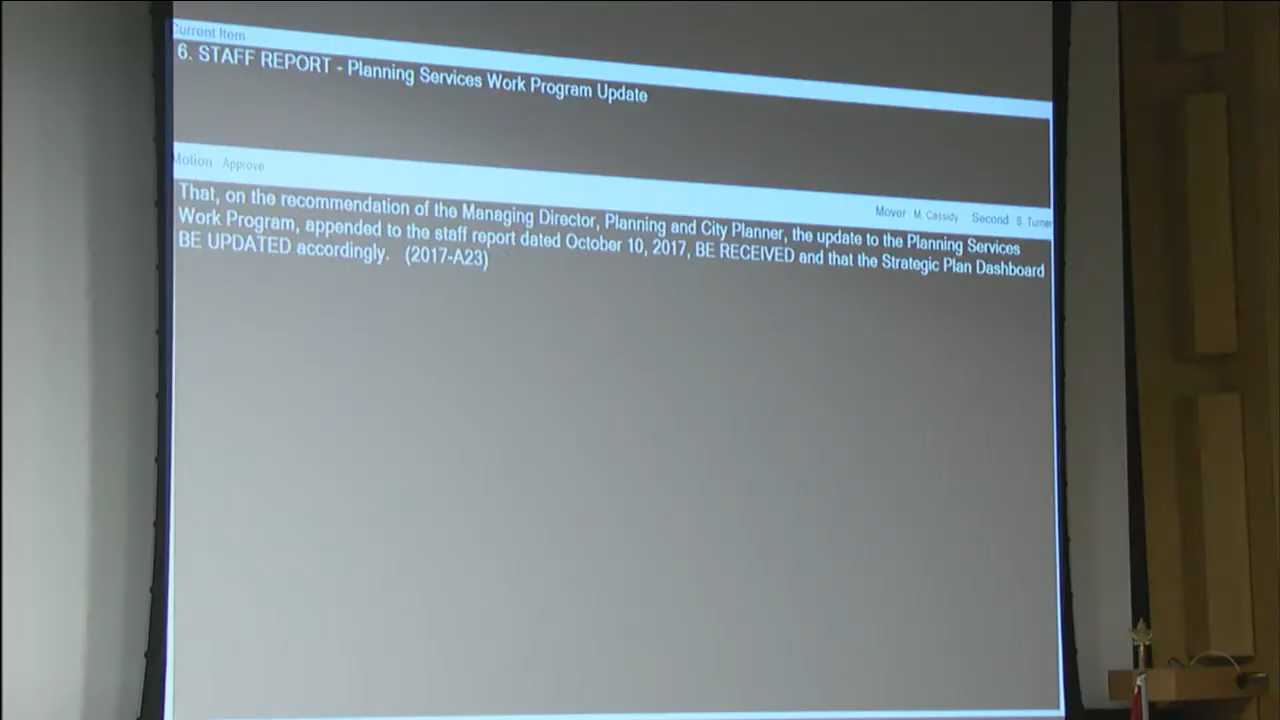 Current Item
6. STAFF REPORT - Planning Services Work Program Update
Motion Approve
Mover M. Cassidy Second S. Turner
That, on the recommendation of the Managing Director, Planning and City Planner, the update to the Planning Services
Work Program, appended to the staff report dated October 10, 2017, BE RECEIVED and that the Strategic Plan Dashboard
BE UPDATED accordingly. (2017-A23)